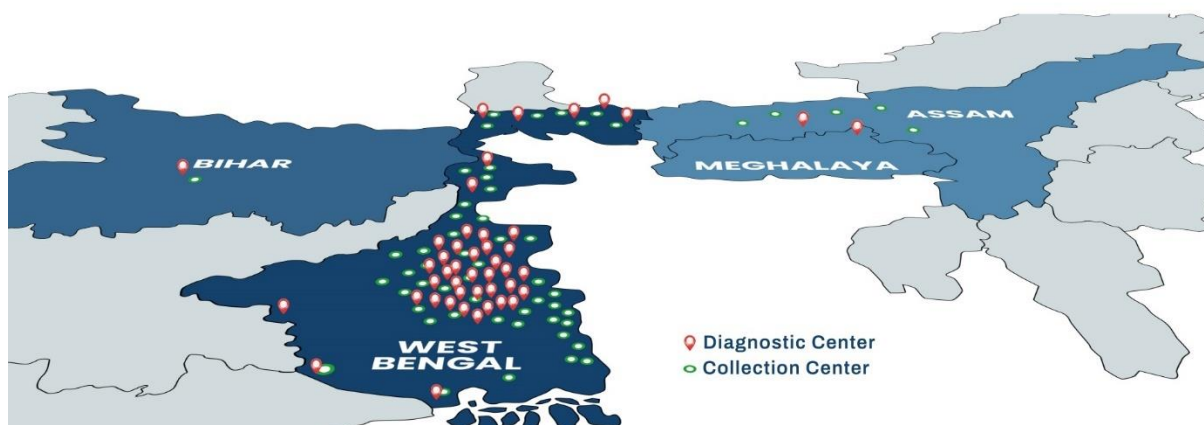 ASSAM
BIHAR
MEGHALAYA
WEST
BENGAL
Diagnostic Center
Collection Center